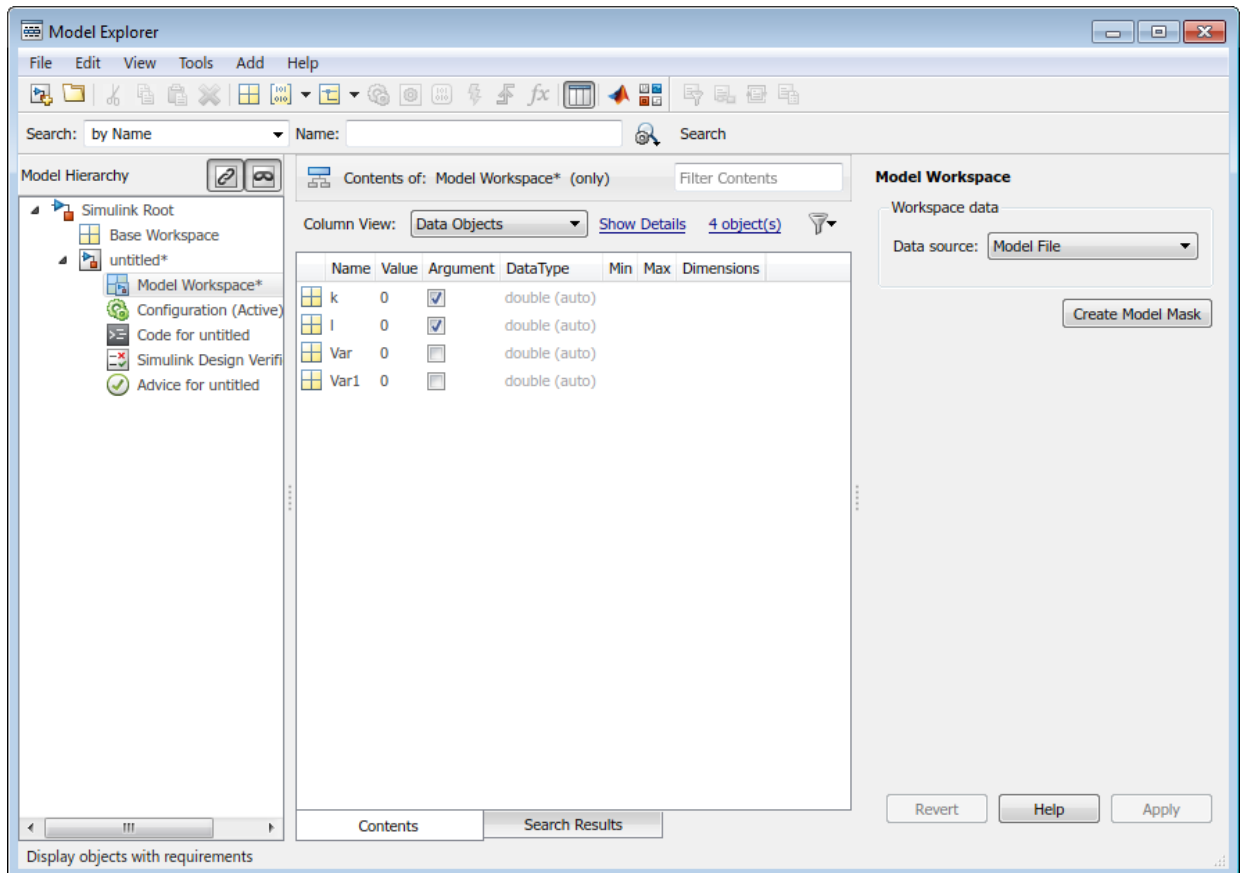 Model Explorer
File Edit View Tools Add Help
Search: by Name Name: Search
Model Hierarchy
Simulink Root
Base Workspace
untitled*
Model Workspace*
Configuration (Active)
Code for untitled
Simulink Design Verifi
Advice for untitled
Contents of: Model Workspace* (only) Filter Contents
Column View: Data Objects Show Details 4 object(s)
Name Value Argument DataType Min Max Dimensions
k 0 double (auto)
l 0 double (auto)
Var 0 double (auto)
Var1 0 double (auto)
Contents Search Results
Model Workspace
Workspace data
Data source: Model File
Create Model Mask
Revert Help Apply
Display objects with requirements